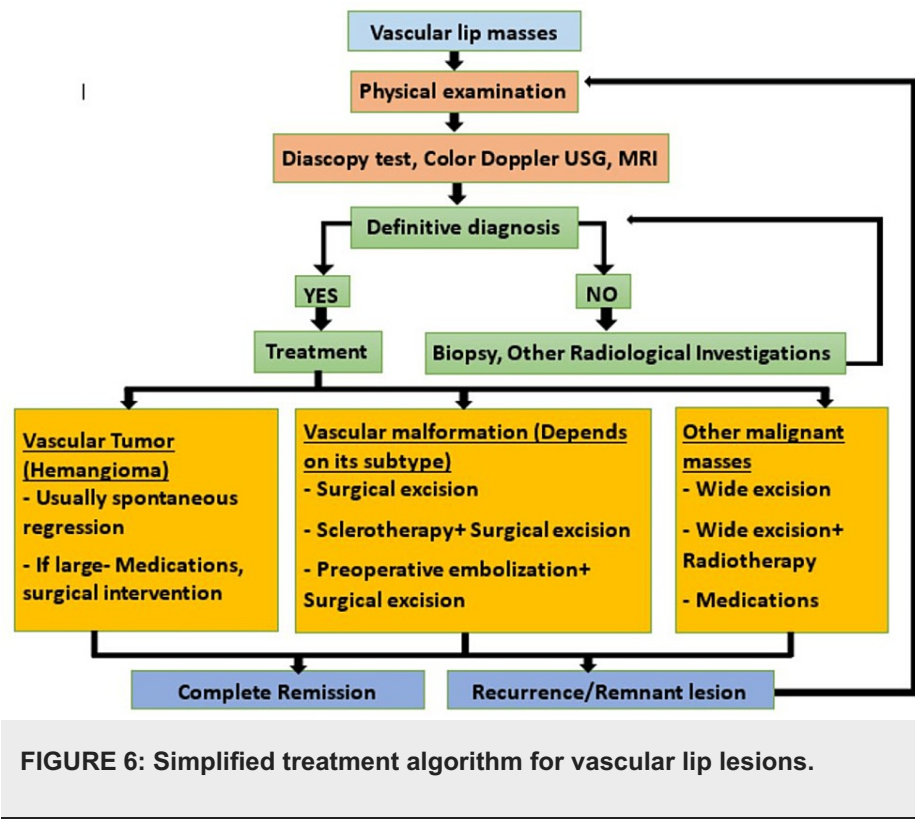 Vascular lip masses
Physical examination
Diascopy test, Color Doppler USG, MRI
Definitive diagnosis
YES
NO
Treatment
Biopsy, Other Radiological Investigations
Vascular Tumor
(Hemangioma)
- Usually spontaneous
regression
- If large- Medications,
surgical intervention
Vascular malformation (Depends
on its subtype)
- Surgical excision
- Sclerotherapy+ Surgical excision
- Preoperative embolization+
Surgical excision
Other malignant
masses
- Wide excision
- Wide excision+
Radiotherapy
- Medications
Complete Remission
Recurrence/Remnant lesion
FIGURE 6: Simplified treatment algorithm for vascular lip lesions.